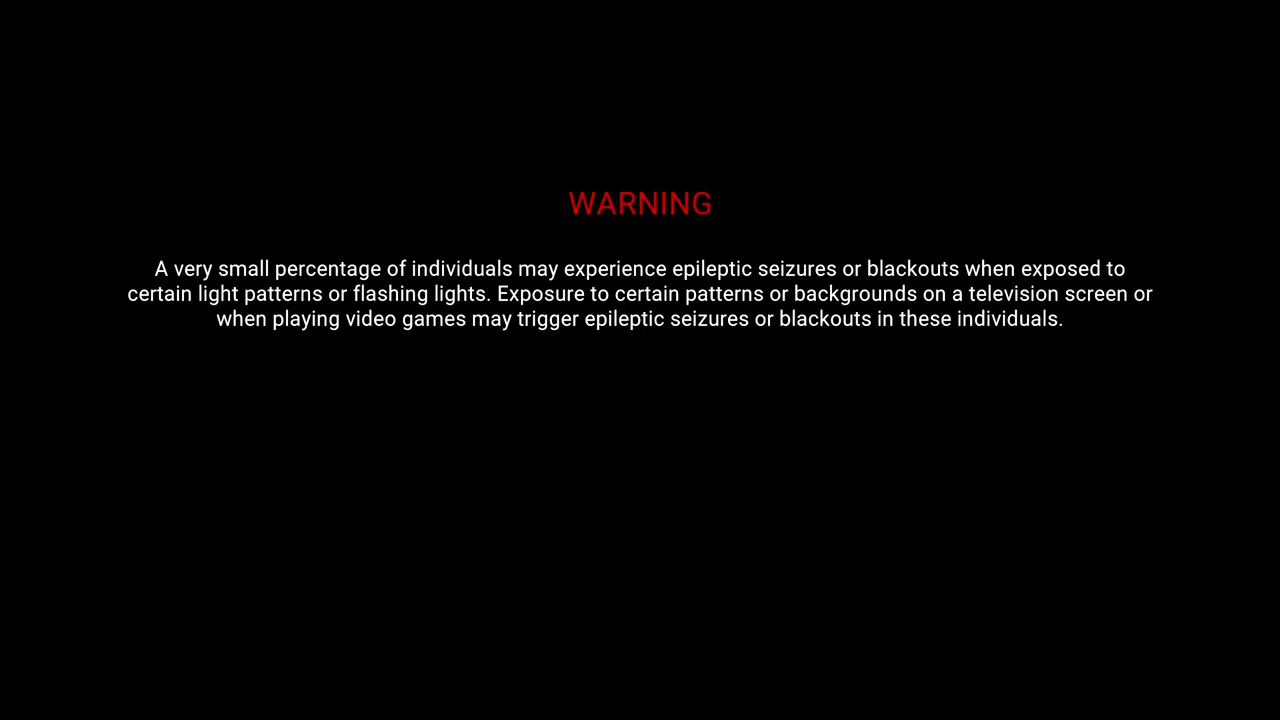 WARNING
A very small percentage of individuals may experience epileptic seizures or blackouts when exposed to
certain light patterns or flashing lights. Exposure to certain patterns or backgrounds on a television screen or
when playing video games may trigger epileptic seizures or blackouts in these individuals.